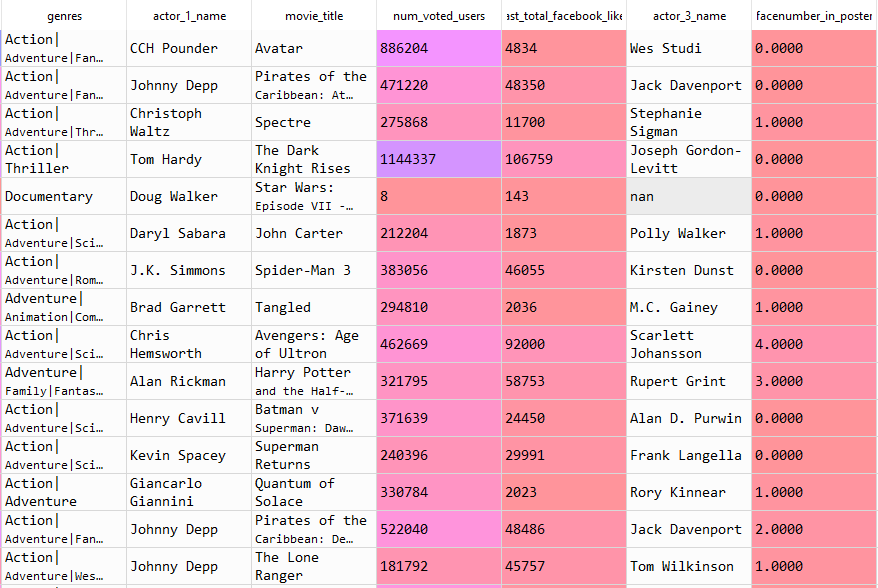 genres actor_1_name movie_title num_voted_users ast_total_facebook_like actor_3_name facenumber_in_poster
Action|
Adventure|Fan… CCH Pounder Avatar 886204 4834 Wes Studi 0.0000
Action|
Adventure|Fan… Johnny Depp Pirates of the
Caribbean: At… 471220 48350 Jack Davenport 0.0000
Action|
Adventure|Thr… Christoph
Waltz Spectre 275868 11700 Stephanie
Sigman 1.0000
Action|
Thriller Tom Hardy The Dark
Knight Rises 1144337 106759 Joseph Gordon-
Levitt 0.0000
Documentary Doug Walker Star Wars:
Episode VII -… 8 143 nan 0.0000
Action|
Adventure|Sci… Daryl Sabara John Carter 212204 1873 Polly Walker 1.0000
Action|
Adventure|Rom… J.K. Simmons Spider-Man 3 383056 46055 Kirsten Dunst 0.0000
Adventure|
Animation|Com… Brad Garrett Tangled 294810 2036 M.C. Gainey 1.0000
Action|
Adventure|Sci… Chris
Hemsworth Avengers: Age
of Ultron 462669 92000 Scarlett
Johansson 4.0000
Adventure|
Family|Fantas… Alan Rickman Harry Potter
and the Half-… 321795 58753 Rupert Grint 3.0000
Action|
Adventure|Sci… Henry Cavill Batman v
Superman: Daw… 371639 24450 Alan D. Purwin 0.0000
Action|
Adventure|Sci… Kevin Spacey Superman
Returns 240396 29991 Frank Langella 0.0000
Action|
Adventure Giancarlo
Giannini Quantum of
Solace 330784 2023 Rory Kinnear 1.0000
Action|
Adventure|Fan… Johnny Depp Pirates of the
Caribbean: De… 522040 48486 Jack Davenport 2.0000
Action|
Adventure|Wes… Johnny Depp The Lone
Ranger 181792 45757 Tom Wilkinson 1.0000